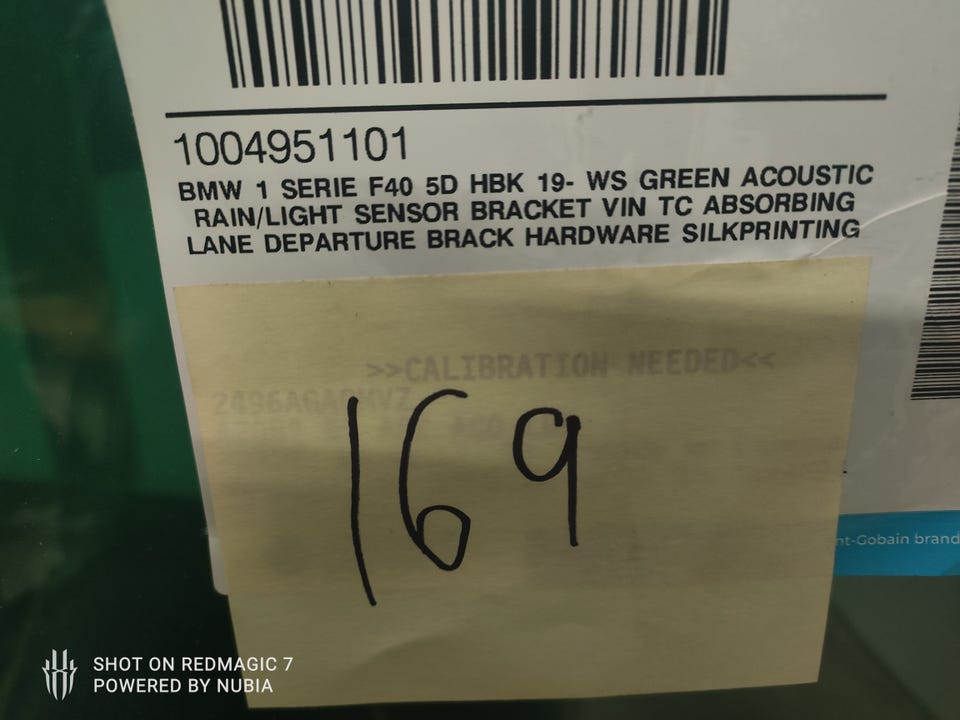 1004951101
BMW 1 SERIE F40 5D HBK 19- WS GREEN ACOUSTIC
RAIN/LIGHT SENSOR BRACKET VIN TC ABSORBING
LANE DEPARTURE BRACK HARDWARE SILKPRINTING
>>CALIBRATION NEEDED<<
169
nt-Gobain brand
SHOT ON REDMAGIC 7
POWERED BY NUBIA